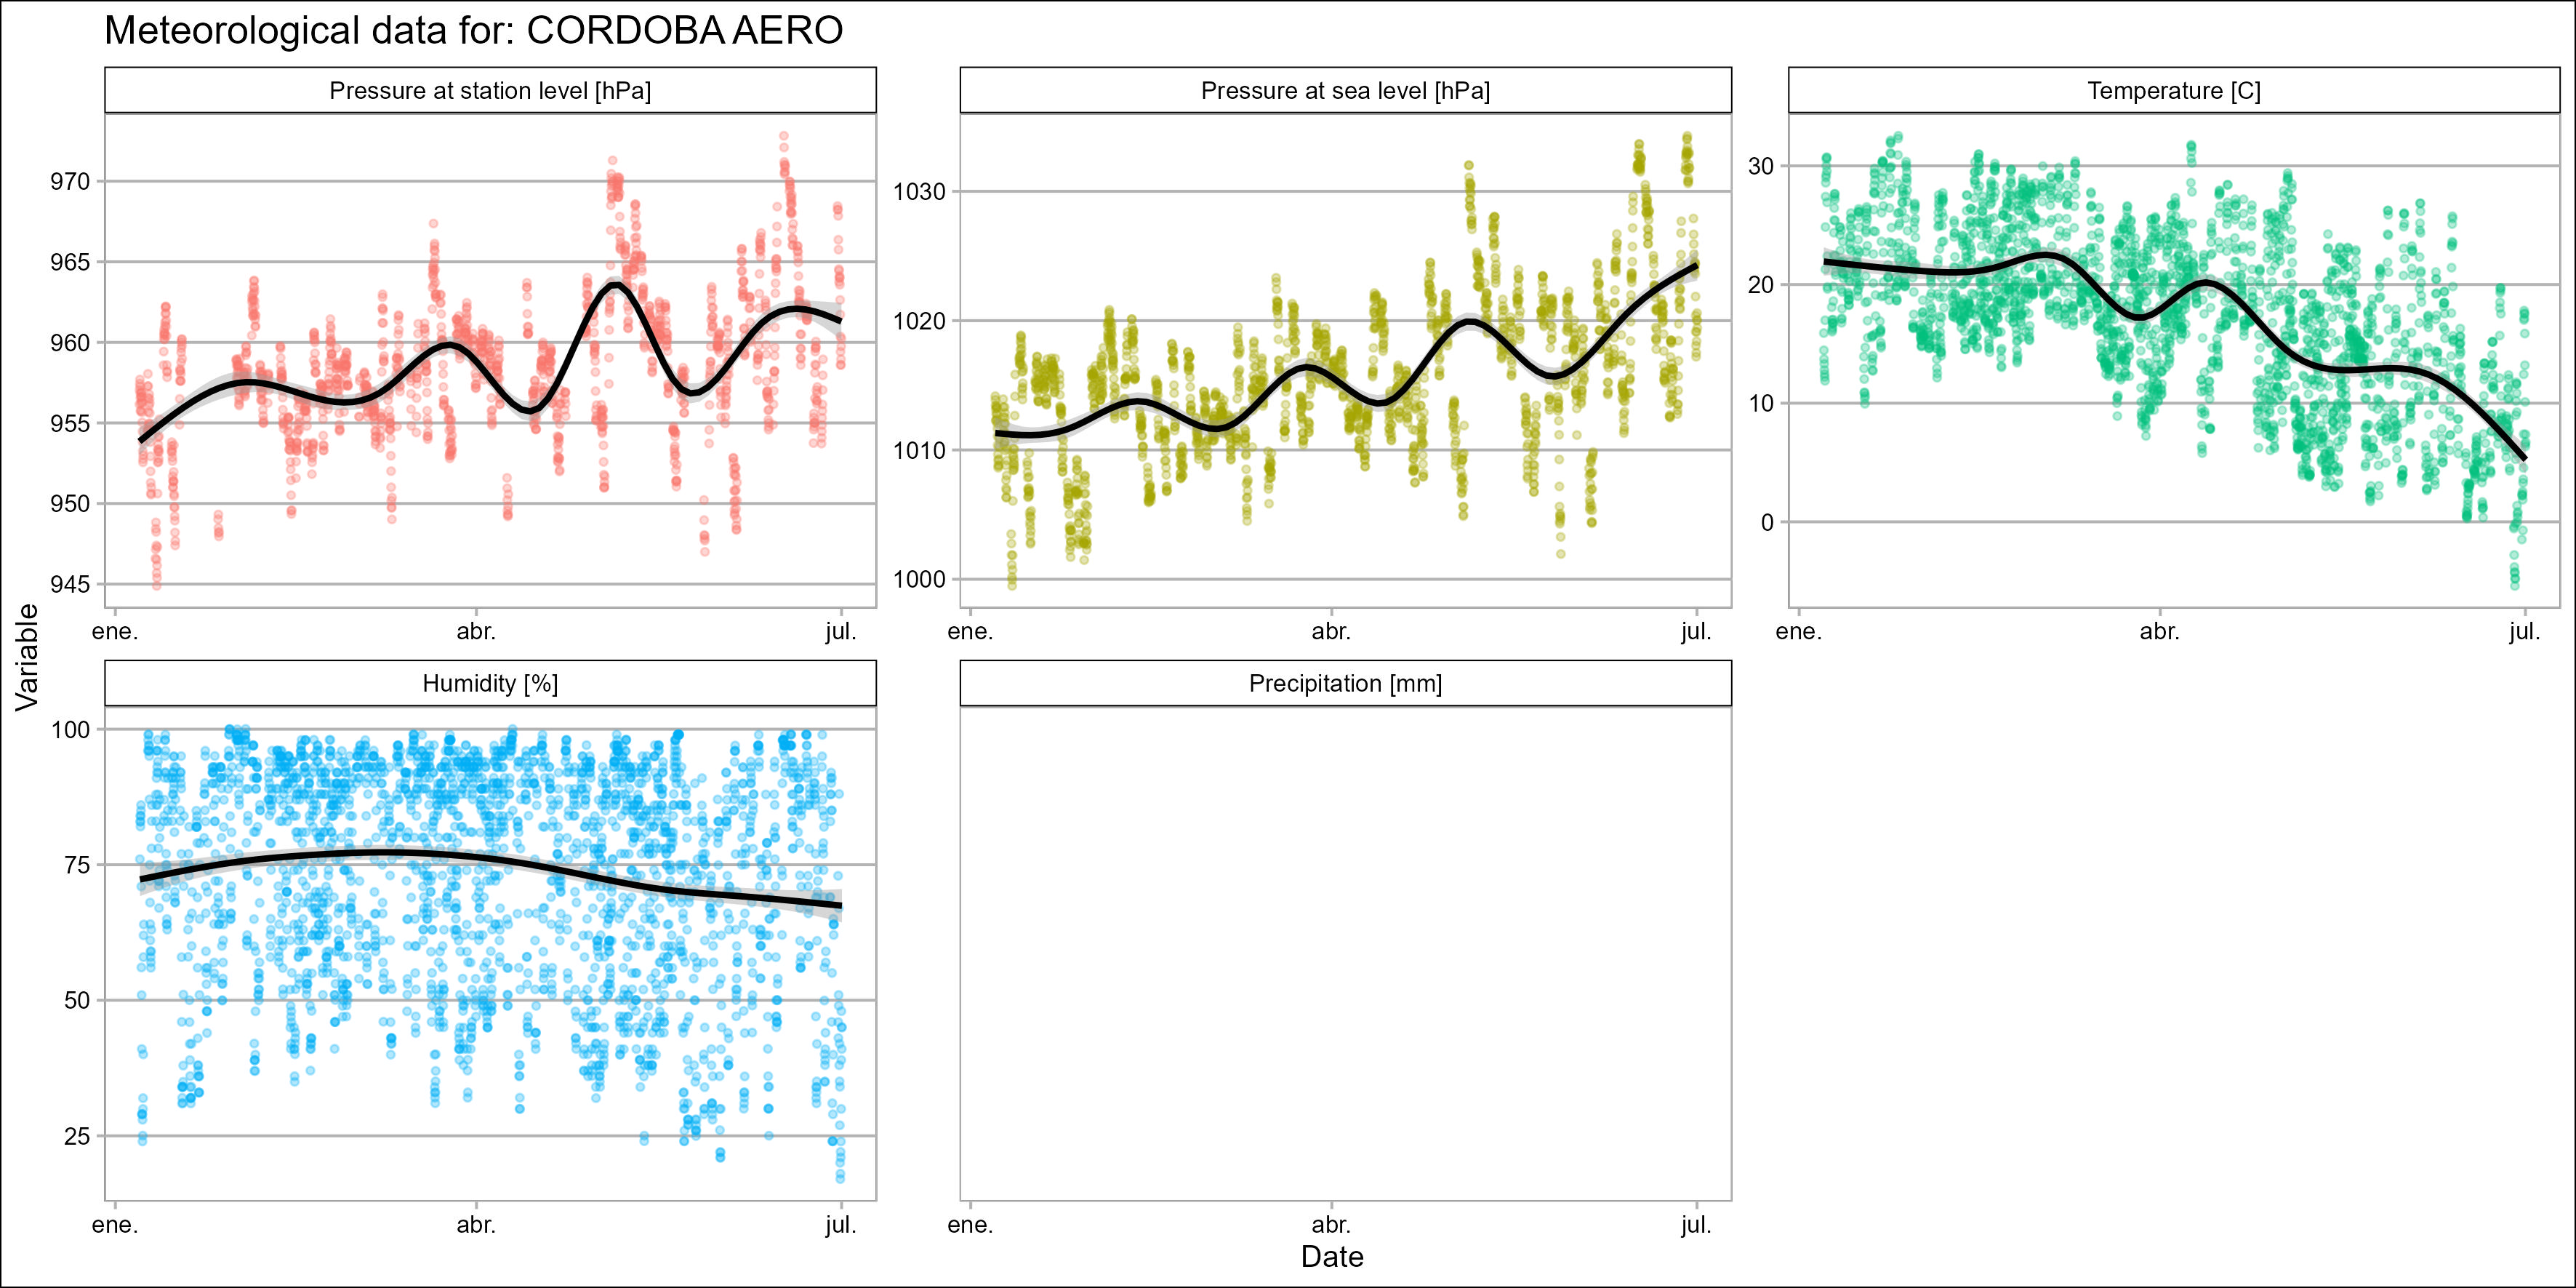 Meteorological data for: CORDOBA AERO
Pressure at station level [hPa]
Pressure at sea level [hPa]
Temperature [C]
970
965
960
955
950
945
1030
1020
1010
1000
30
20
10
0
ene.
abr.
jul.
ene.
abr.
jul.
ene.
abr.
jul.
Variable
Humidity [%]
Precipitation [mm]
100
75
50
25
ene.
abr.
jul.
ene.
abr.
jul.
Date